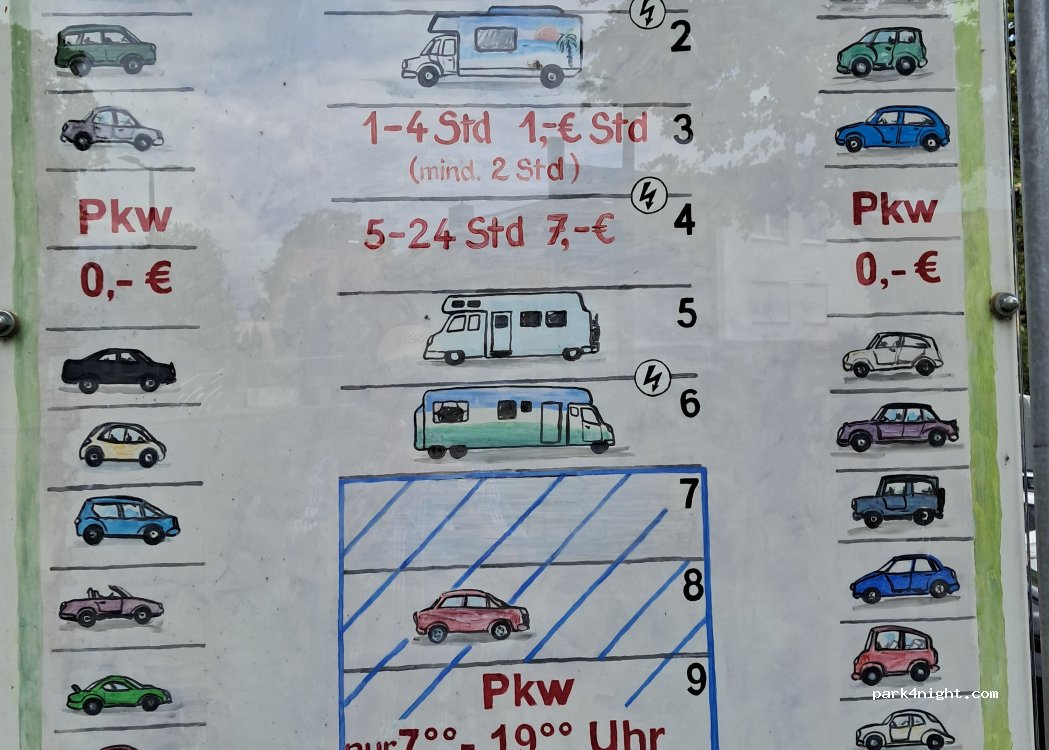 2
1-4 Std 1,-€ Std 3
(mind. 2 Std)
4
5-24 Std 7,-€
5
6
Pkw
0,- €
Pkw
0,- €
7
8
9
Pkw
nur 7°° - 19°° Uhr
park4night.com